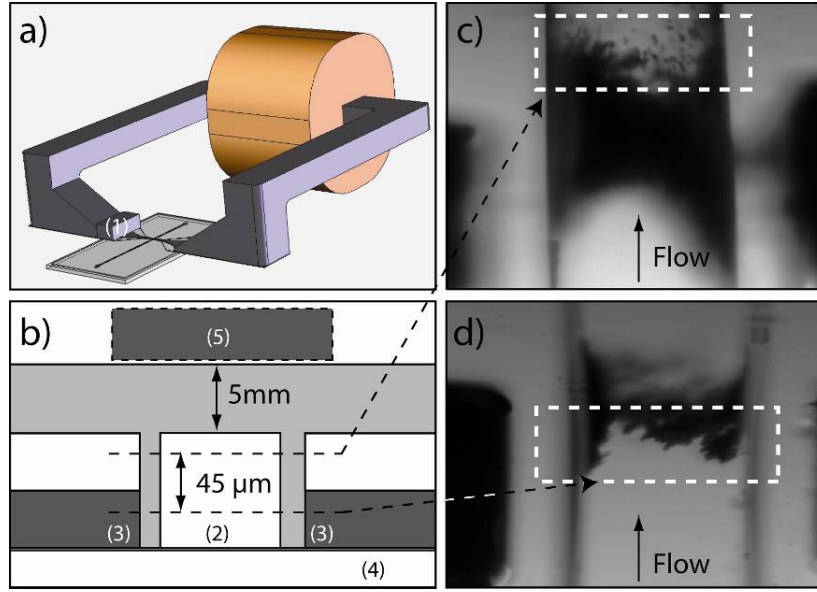 a)
(1)
b)
(5)
5mm
45 µm
(3)
(2)
(3)
(4)
c)
Flow
d)
Flow